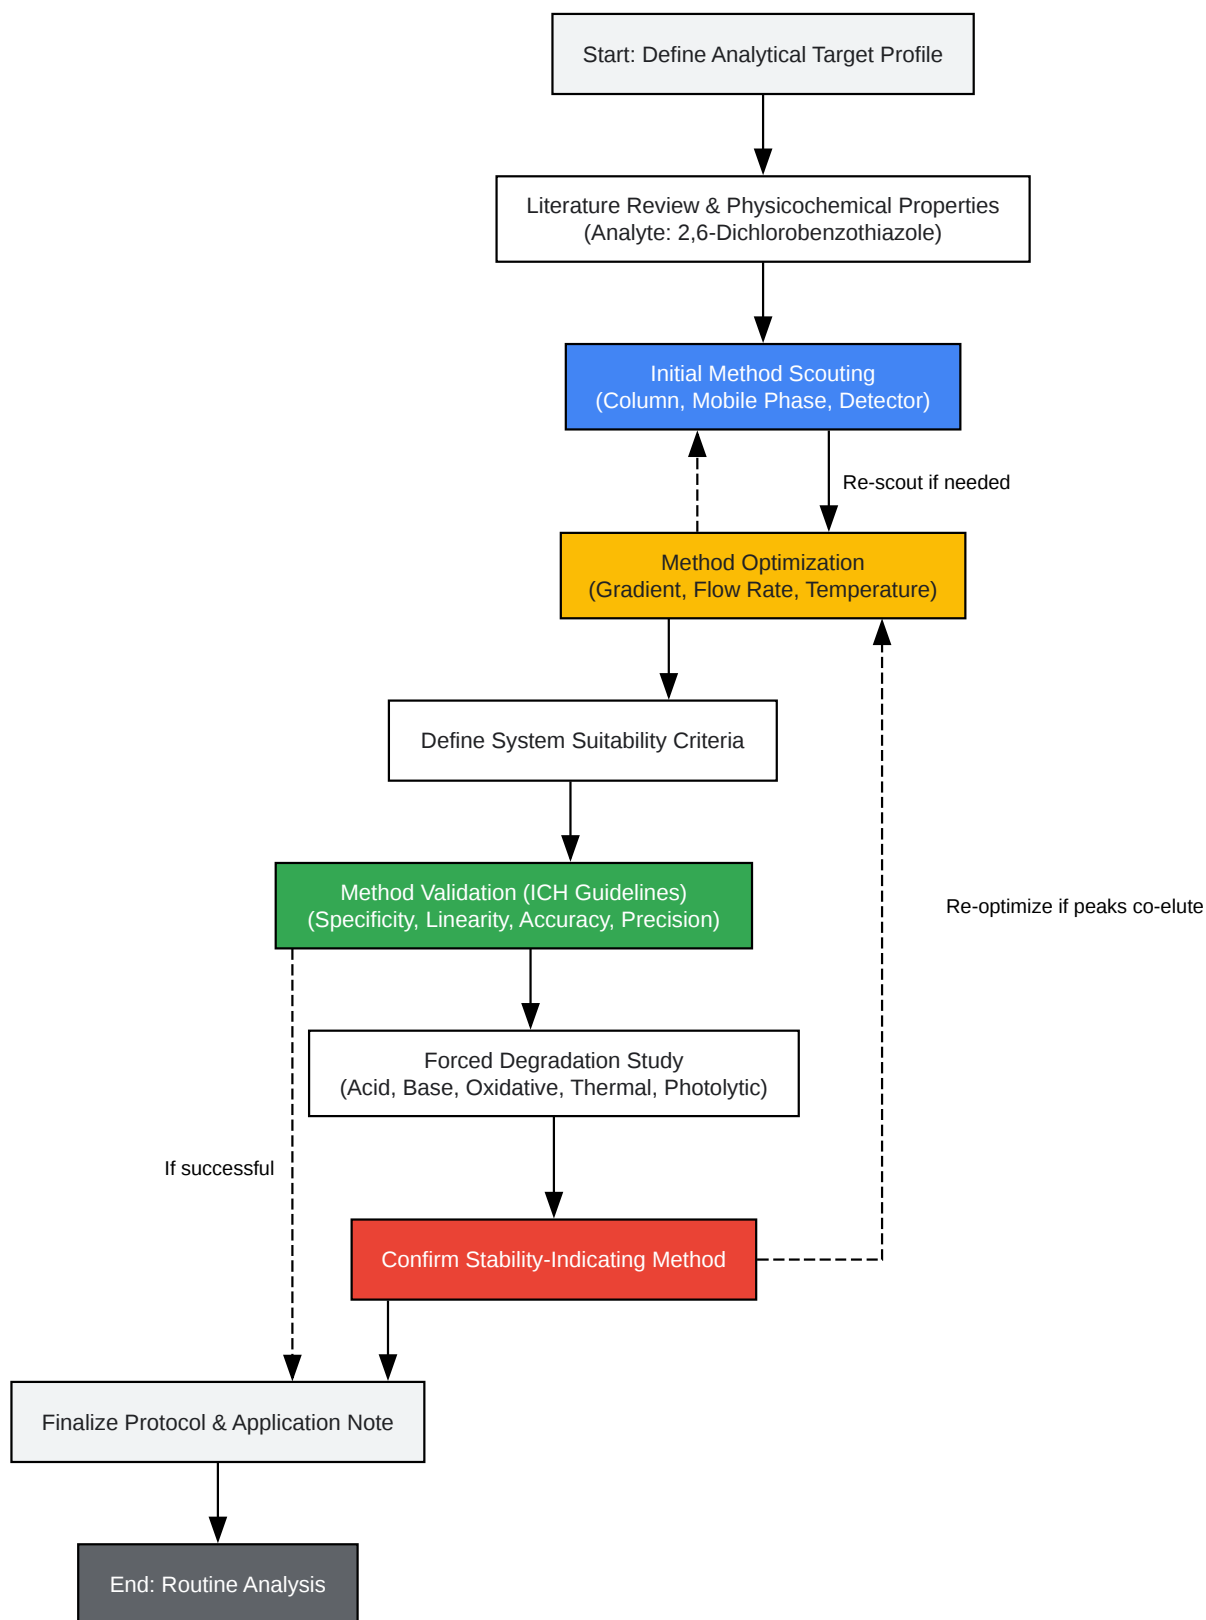 Start: Define Analytical Target Profile
Literature Review & Physicochemical Properties
(Analyte: 2,6-Dichlorobenzothiazole)
Initial Method Scouting
(Column, Mobile Phase, Detector)
Re-scout if needed
Method Optimization
(Gradient, Flow Rate, Temperature)
Define System Suitability Criteria
Method Validation (ICH Guidelines)
(Specificity, Linearity, Accuracy, Precision)
Re-optimize if peaks co-elute
Forced Degradation Study
(Acid, Base, Oxidative, Thermal, Photolytic)
If successful
Confirm Stability-Indicating Method
Finalize Protocol & Application Note
End: Routine Analysis